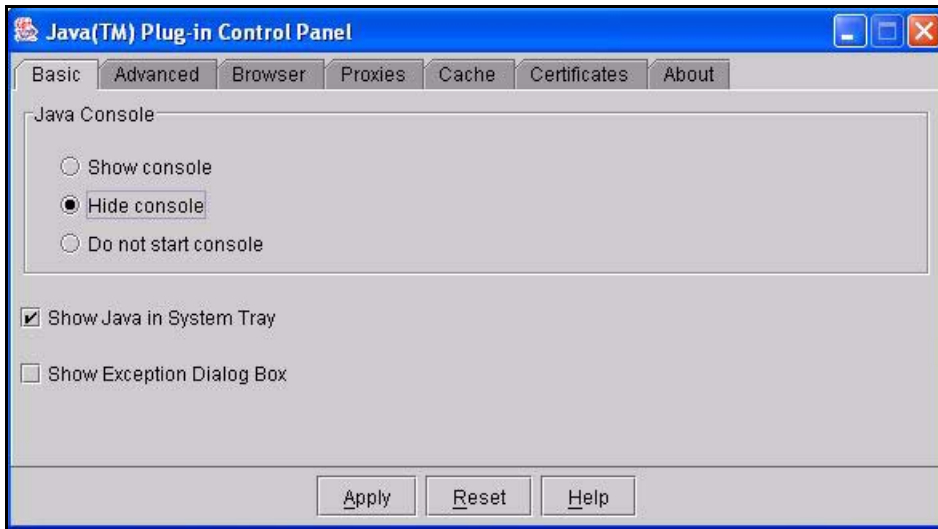 Java(TM) Plug-in Control Panel
Basic Advanced Browser Proxies Cache Certificates About
Java Console
Show console
Hide console
Do not start console
Show Java in System Tray
Show Exception Dialog Box
Apply Reset Help